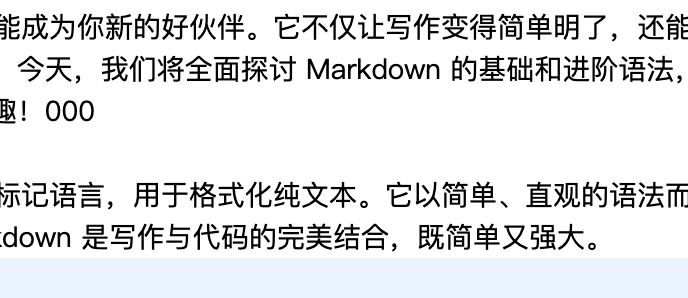 能成为你新的好伙伴。它不仅让写作变得简单明了，还能
今天，我们将全面探讨 Markdown 的基础和进阶语法，
趣！000
标记语言，用于格式化纯文本。它以简单、直观的语法而
kdown 是写作与代码的完美结合，既简单又强大。